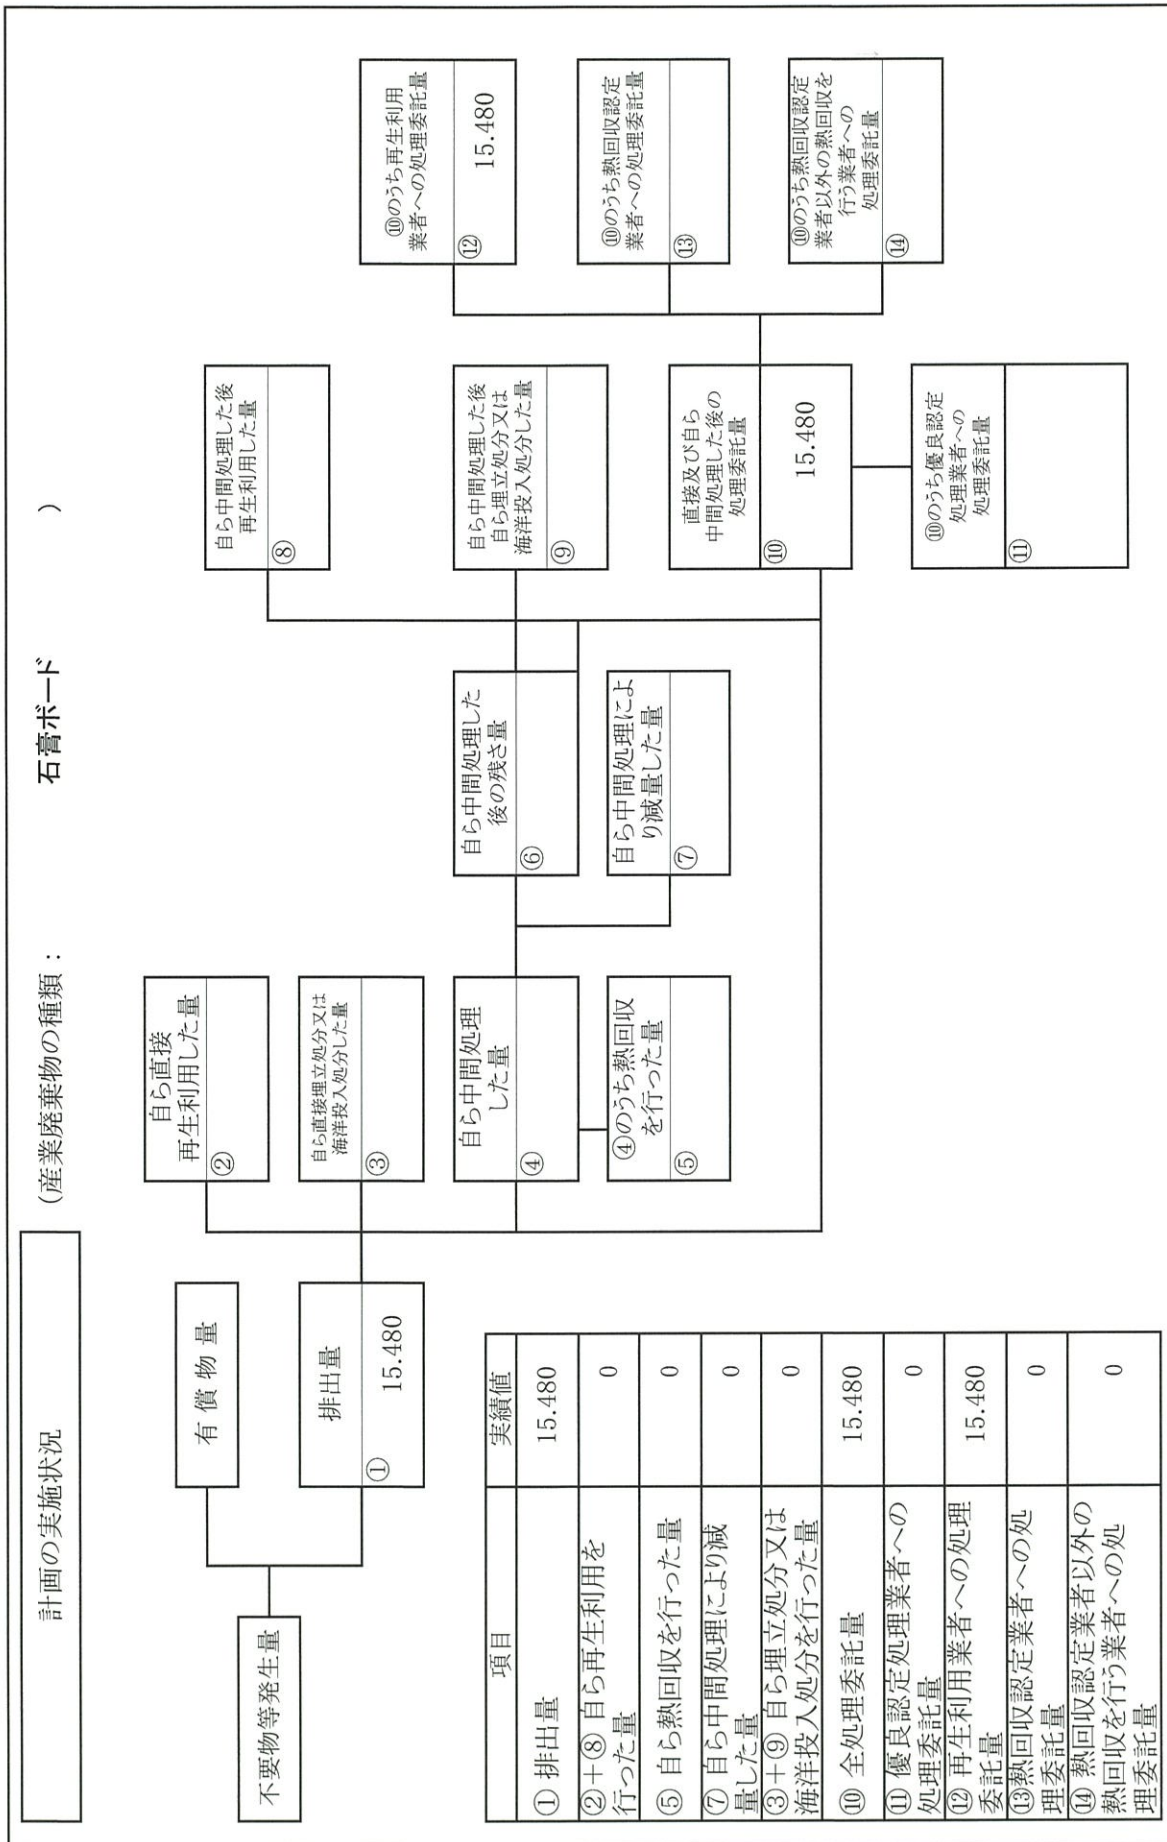 計画の実施状況
(産業廃棄物の種類： 石膏ボード )
不要物等発生量
有 償 物 量
排出量
① 15.480
自ら直接
再生利用した量
②
自ら直接埋立処分又は
海洋投入処分した量
③
自ら中間処理
した量
④
④のうち熱回収
を行った量
⑤
自ら中間処理した
後の残さ量
⑥
自ら中間処理によ
り減量した量
⑦
自ら中間処理した後
再生利用した量
⑧
自ら中間処理した後
自ら埋立処分又は
海洋投入処分した量
⑨
直接及び自ら
中間処理した後の
処理委託量
⑩ 15.480
⑩のうち優良認定
処理業者への
処理委託量
⑪
⑩のうち再生利用
業者への処理委託量
⑫ 15.480
⑩のうち熱回収認定
業者への処理委託量
⑬
⑩のうち熱回収認定
業者以外の熱回収を
行う業者への
処理委託量
⑭
項目 実績値
① 排出量 15.480
②＋⑧ 自ら再生利用を
行った量 0
⑤ 自ら熱回収を行った量 0
⑦ 自ら中間処理により減
量した量 0
③＋⑨ 自ら埋立処分又は
海洋投入処分を行った量 0
⑩ 全処理委託量 15.480
⑪ 優良認定処理業者への
処理委託量 0
⑫ 再生利用業者への処理
委託量 15.480
⑬熱回収認定業者への処
理委託量 0
⑭ 熱回収認定業者以外の
熱回収を行う業者への処
理委託量 0